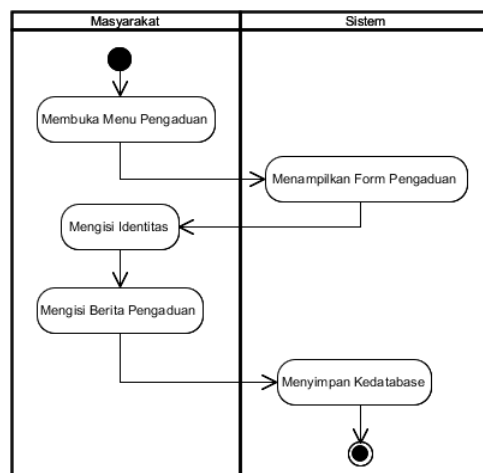 Masyarakat
Sistem
Membuka Menu Pengaduan
Menampilkan Form Pengaduan
Mengisi Identitas
Mengisi Berita Pengaduan
Menyimpan Kedatabase